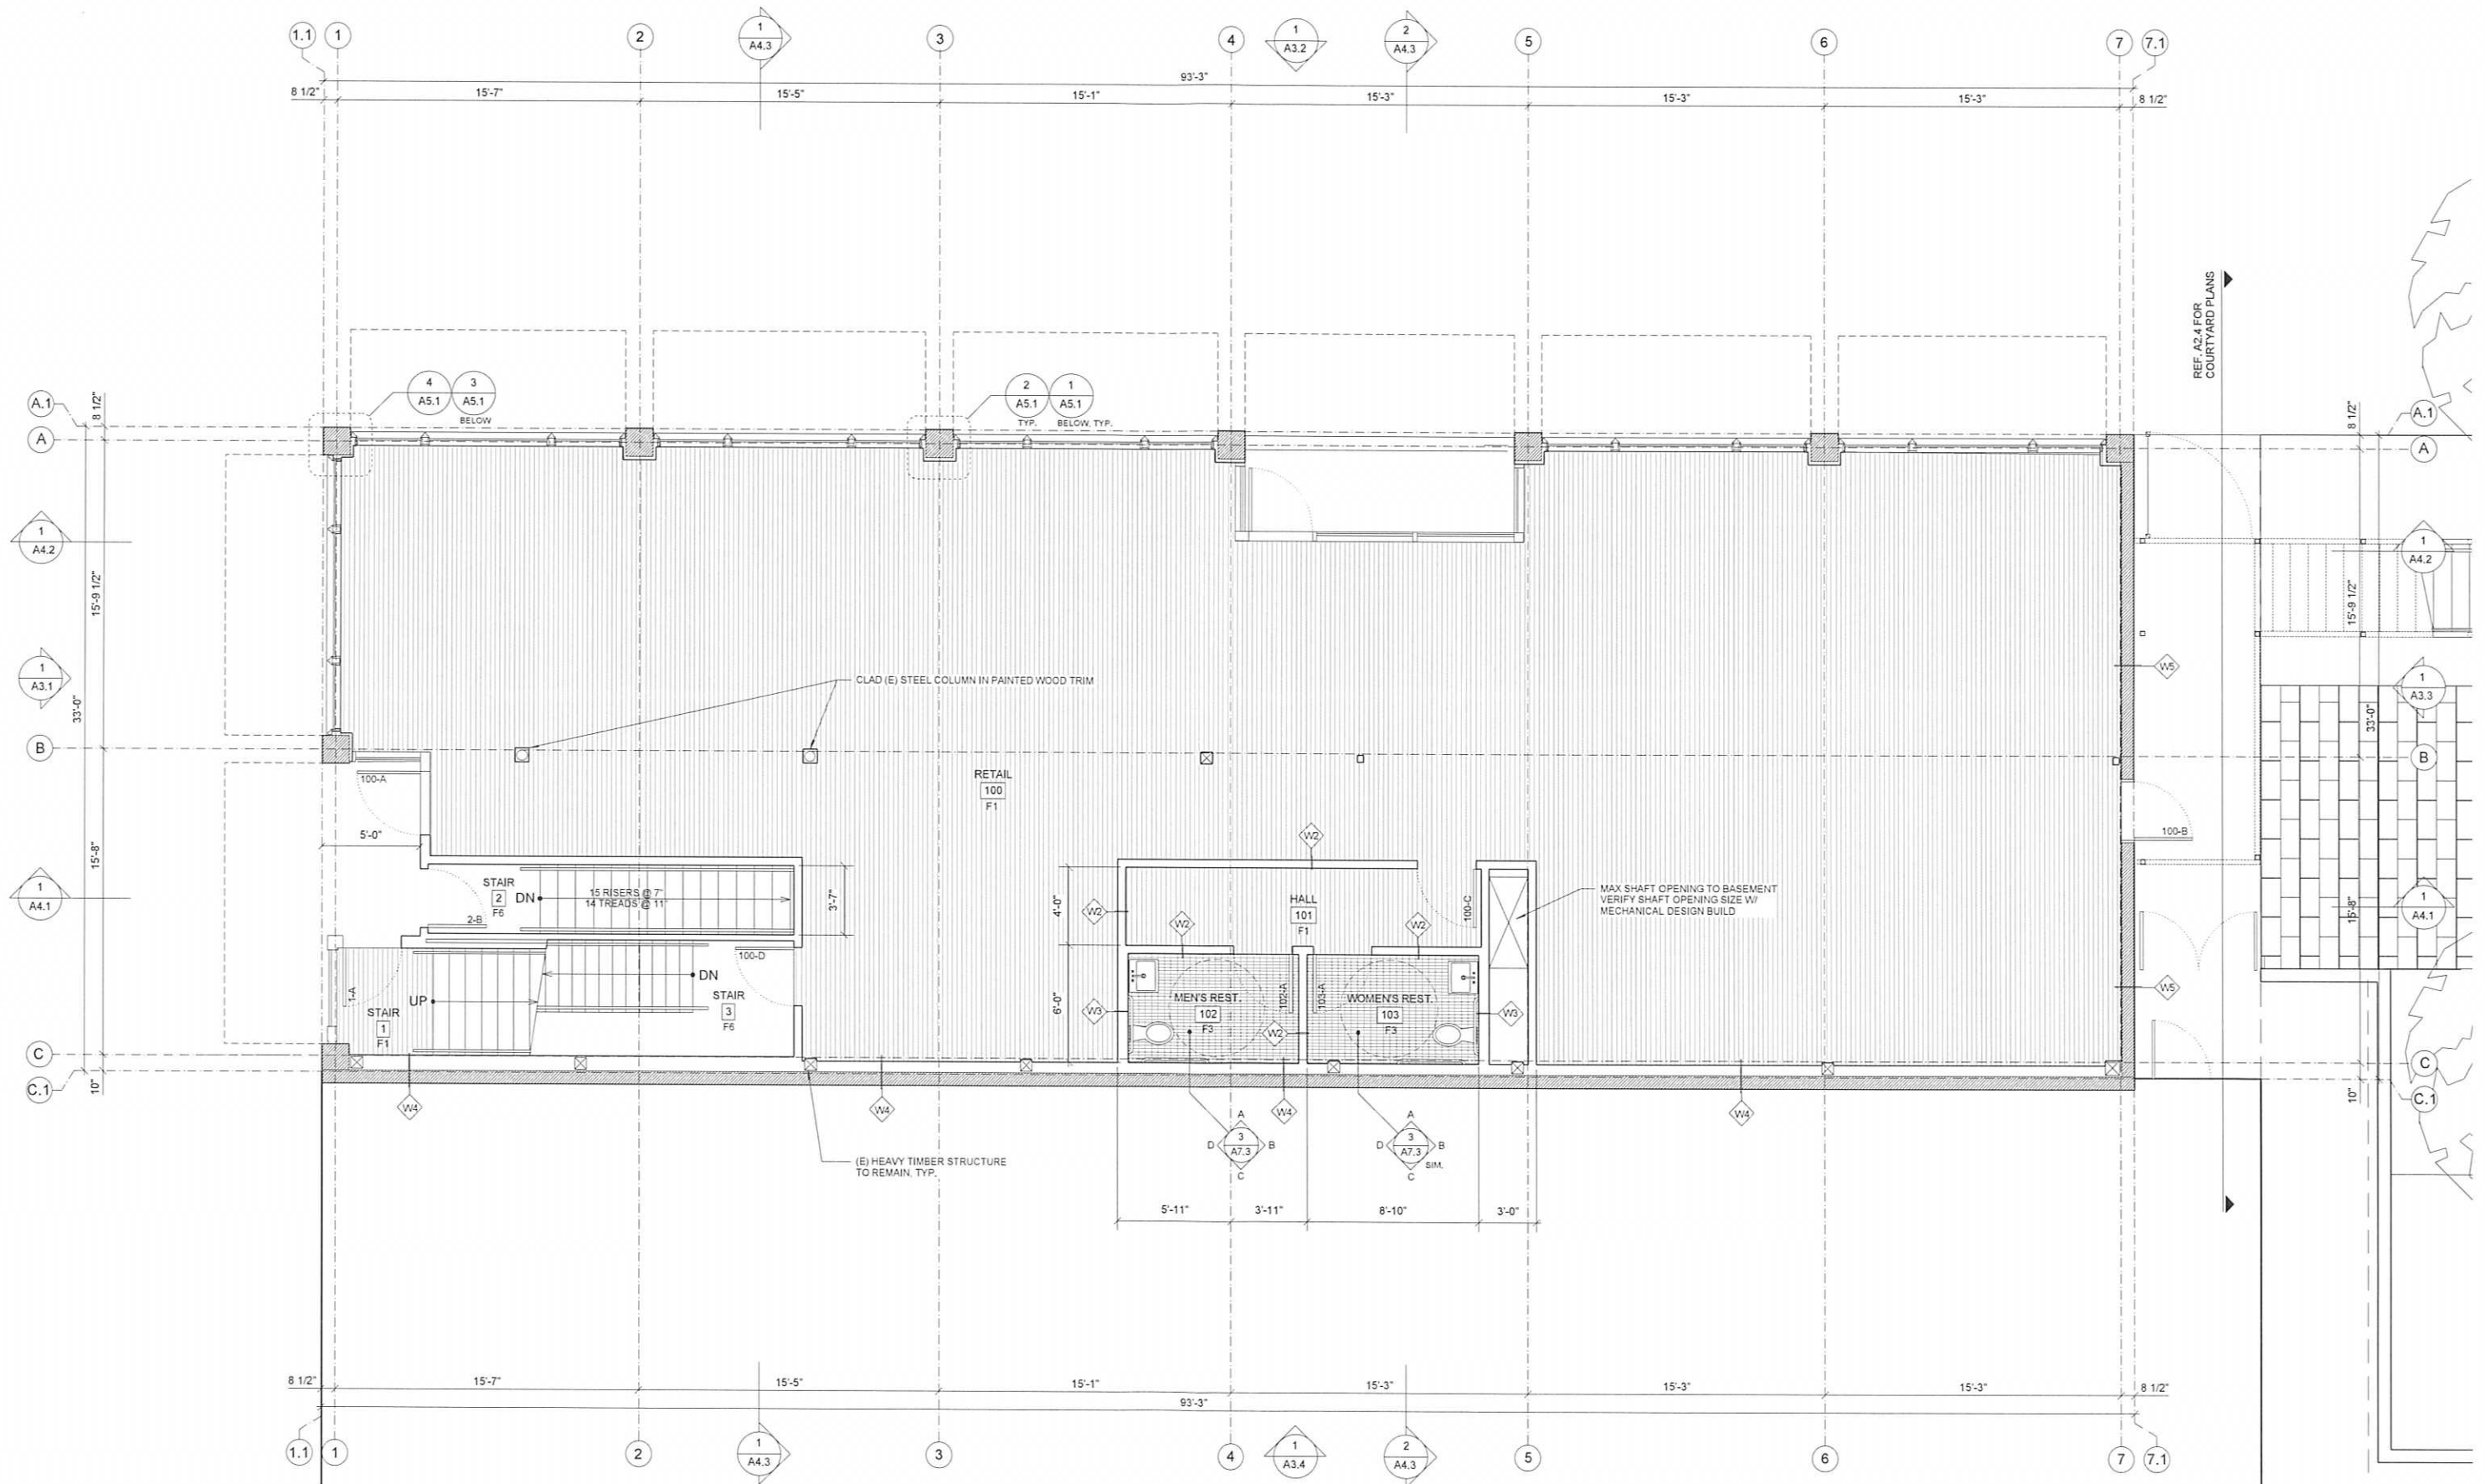 1.1
1
2
1
A4.3
3
4
1
A3.2
2
A4.3
5
6
7
7.1
93'-3"
8 1/2"
15'-7"
15'-5"
15'-1"
15'-3"
15'-3"
15'-3"
8 1/2"
REF. A2.4 FOR
COURTYARD PLANS
4
A5.1
3
A5.1
BELOW
2
A5.1
1
A5.1
TYP.
BELOW, TYP.
A.1
A
8 1/2"
8 1/2"
A.1
A
1
A4.2
15'-9 1/2"
1
A4.2
15'-9 1/2"
1
A3.1
33'-0"
CLAD (E) STEEL COLUMN IN PAINTED WOOD TRIM
W5
1
A3.3
33'-0"
B
B
100-A
RETAIL
100
F1
5'-0"
W2
100-B
15'-8"
1
A4.1
STAIR
2
F6
DN
15 RISERS @ 7"
14 TREADS @ 11"
2-B
3'-7"
4'-0"
W2
W2
HALL
101
F1
W2
100-C
MAX SHAFT OPENING TO BASEMENT
VERIFY SHAFT OPENING SIZE W/
MECHANICAL DESIGN BUILD
1
A4.1
15'-8"
100-D
DN
UP
1-A
STAIR
1
F1
STAIR
3
F6
6'-0"
W3
MEN'S REST.
102
F3
102-A
W2
103-A
WOMEN'S REST.
103
F3
W3
W5
C
C.1
10"
C
C.1
10"
W4
W4
W4
W4
(E) HEAVY TIMBER STRUCTURE
TO REMAIN, TYP.
A
D
3
A7.3
B
C
A
D
3
A7.3
B
SIM.
C
5'-11"
3'-11"
8'-10"
3'-0"
8 1/2"
15'-7"
15'-5"
15'-1"
15'-3"
15'-3"
15'-3"
8 1/2"
93'-3"
1.1
1
2
1
A4.3
3
4
1
A3.4
2
A4.3
5
6
7
7.1